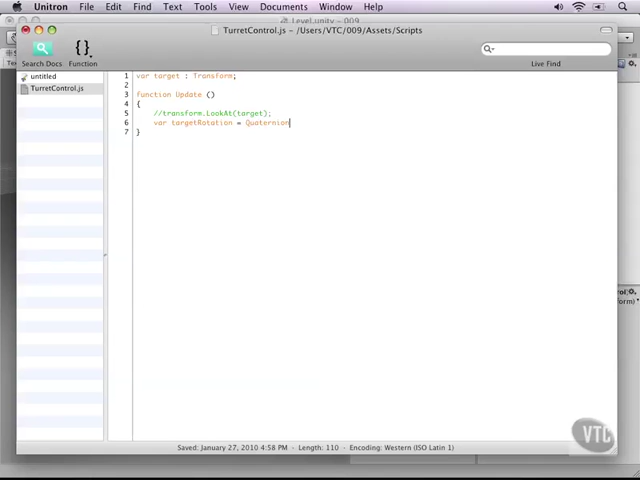 Unitron File Edit Find Text Tools View Documents Window Help
Level.unity - 009
TurretControl.js – /Users/VTC/009/Assets/Scripts
Search Docs
Function
Live Find
untitled
TurretControl.js
1 var target : Transform;
2
3 function Update ()
4 {
5 //transform.LookAt(target);
6 var targetRotation = Quaternion
7 }
Saved: January 27, 2010 4:58 PM - Length: 110 - Encoding: Western (ISO Latin 1)
VTC